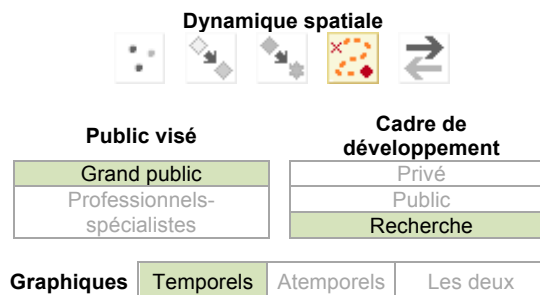 Dynamique spatiale
Public visé
Grand public
Professionnels-
spécialistes
Cadre de
développement
Privé
Public
Recherche
Graphiques Temporels Atemporels Les deux